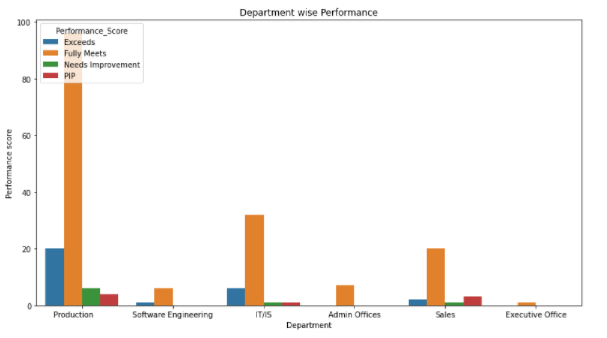 Department wise Performance
Performance_Score
Exceeds
Fully Meets
Needs Improvement
PIP
100
80
60
40
20
0
Performance score
Production Software Engineering IT/IS Admin Offices Sales Executive Office
Department